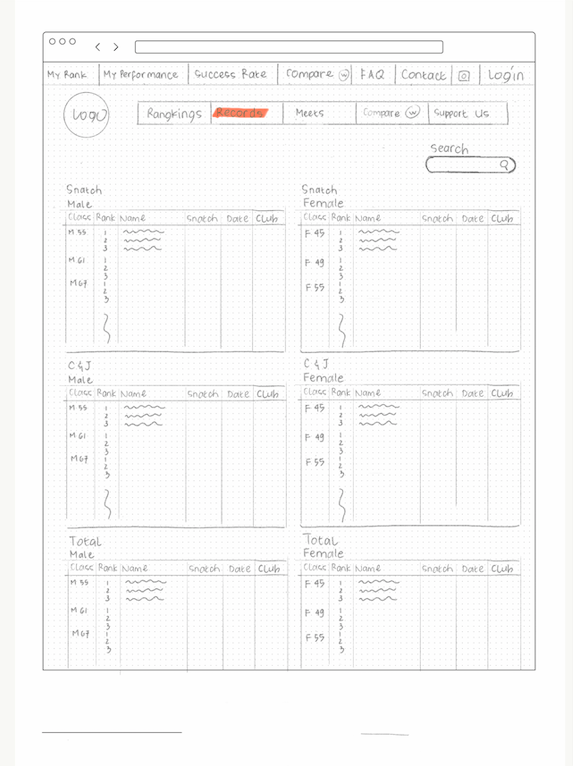 My Rank My Performance Success Rate Compare W FAQ Contact Login
Logo
Rangkings Records Meets Compare W Support Us
Search
Snatch
Male
Class Rank Name Snatch Date Club
M 55 1
2
3
M 61 1
2
3
M 67 1
2
3
Snatch
Female
Class Rank Name Snatch Date Club
F 45 1
2
3
F 49 1
2
3
F 55 1
2
3
C & J
Male
Class Rank Name Snatch Date Club
M 55 1
2
3
M 61 1
2
3
M 67 1
2
3
C & J
Female
Class Rank Name Snatch Date Club
F 45 1
2
3
F 49 1
2
3
F 55 1
2
3
Total
Male
Class Rank Name Snatch Date Club
M 55 1
2
3
M 61 1
2
3
M 67 1
2
3
Total
Female
Class Rank Name Snatch Date Club
F 45 1
2
3
F 49 1
2
3
F 55 1
2
3